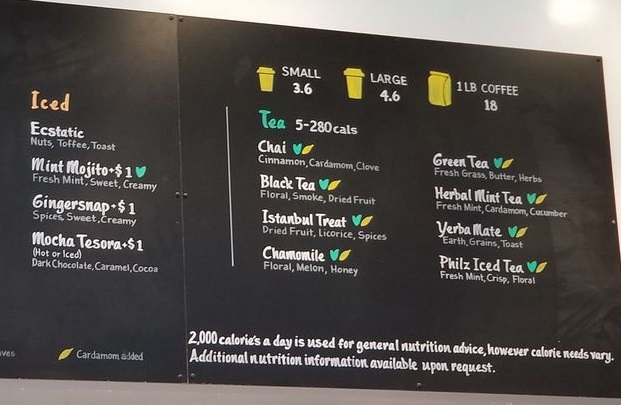 Iced
Ecstatic
Nuts, Toffee, Toast
Mint Mojito+$1
Fresh Mint, Sweet, Creamy
Gingersnap+$1
Spices, Sweet, Creamy
Mocha Tesora+$1
(Hot or Iced)
Dark Chocolate, Caramel, Cocoa
Cardamom added
SMALL
3.6
LARGE
4.6
1 LB COFFEE
18
Tea 5-280cals
Chai
Cinnamon, Cardamom, Clove
Black Tea
Floral, Smoke, Dried Fruit
Istanbul Treat
Dried Fruit, Licorice, Spices
Chamomile
Floral, Melon, Honey
Green Tea
Fresh Grass, Butter, Herbs
Herbal Mint Tea
Fresh Mint, Cardamom, Cucumber
Yerba Mate
Earth, Grains, Toast
Philz Iced Tea
Fresh Mint, Crisp, Floral
2,000 calorie's a day is used for general nutrition advice, however calorie needs vary.
Additional nutrition information available upon request.